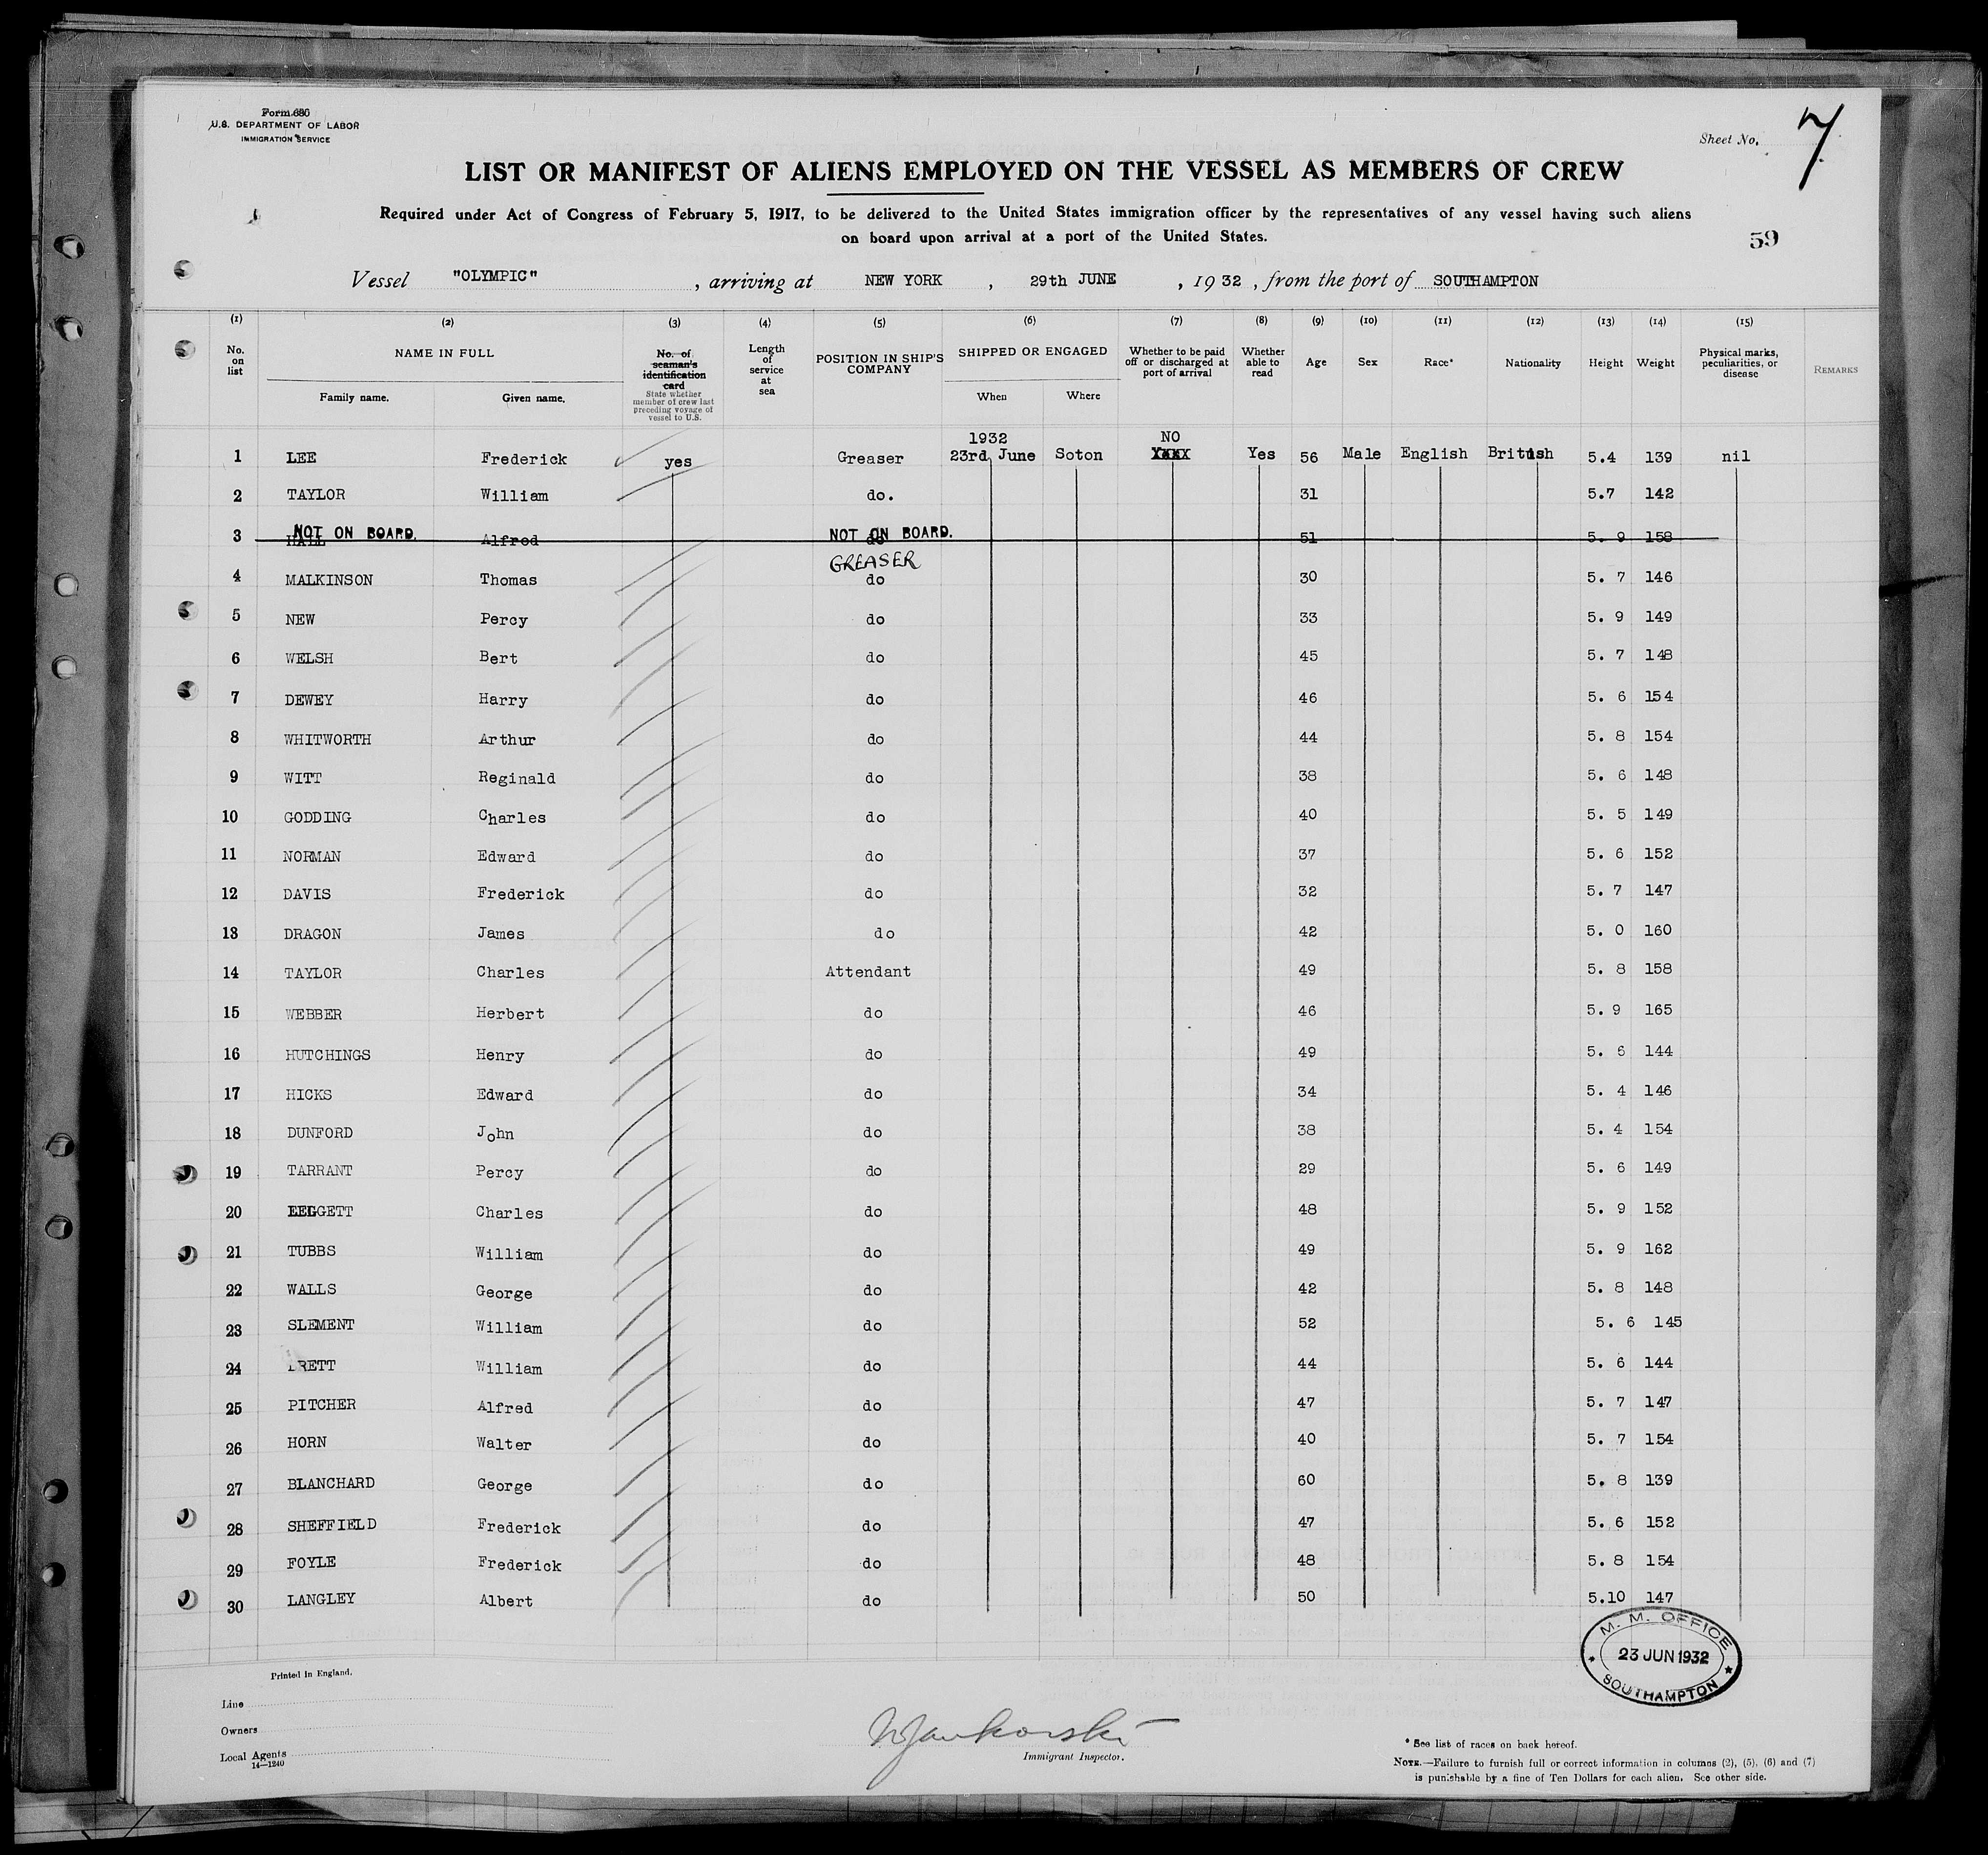 Form 680
U.S. DEPARTMENT OF LABOR
IMMIGRATION SERVICE
Sheet No. 7
LIST OR MANIFEST OF ALIENS EMPLOYED ON THE VESSEL AS MEMBERS OF CREW
Required under Act of Congress of February 5, 1917, to be delivered to the United States immigration officer by the representatives of any vessel having such aliens
on board upon arrival at a port of the United States.
59
Vessel "OLYMPIC", arriving at NEW YORK, 29th JUNE, 1932, from the port of SOUTHAMPTON
(1) (2) (3) (4) (5) (6) (7) (8) (9) (10) (11) (12) (13) (14) (15)
No. on list
NAME IN FULL
Family name. Given name.
No. of seaman's identification card
State whether member of crew last preceding voyage of vessel to U.S.
Length of service at sea
POSITION IN SHIP'S COMPANY
SHIPPED OR ENGAGED
When Where
Whether to be paid off or discharged at port of arrival
Whether able to read
Age Sex Race* Nationality Height Weight
Physical marks, peculiarities, or disease
REMARKS
1932 NO
1 LEE Frederick yes Greaser 23rd June Soton Yes 56 Male English British 5.4 139 nil
2 TAYLOR William do. 31 5.7 142
NOT ON BOARD. NOT ON BOARD.
3 HALL Alfred do 51 5. 9 158
GREASER
4 MALKINSON Thomas do 30 5. 7 146
5 NEW Percy do 33 5. 9 149
6 WELSH Bert do 45 5. 7 148
7 DEWEY Harry do 46 5. 6 154
8 WHITWORTH Arthur do 44 5. 8 154
9 WITT Reginald do 38 5. 6 148
10 GODDING Charles do 40 5. 5 149
11 NORMAN Edward do 37 5. 6 152
12 DAVIS Frederick do 32 5. 7 147
13 DRAGON James do 42 5. 0 160
14 TAYLOR Charles Attendant 49 5. 8 158
15 WEBBER Herbert do 46 5. 9 165
16 HUTCHINGS Henry do 49 5. 6 144
17 HICKS Edward do 34 5. 4 146
18 DUNFORD John do 38 5. 4 154
19 TARRANT Percy do 29 5. 6 149
20 LEGGETT Charles do 48 5. 9 152
21 TUBBS William do 49 5. 9 162
22 WALLS George do 42 5. 8 148
23 SLEMENT William do 52 5. 6 145
24 William do 44 5. 6 144
25 PITCHER Alfred do 47 5. 7 147
26 HORN Walter do 40 5. 7 154
27 BLANCHARD George do 60 5. 8 139
28 SHEFFIELD Frederick do 47 5. 6 152
29 FOYLE Frederick do 48 5. 8 154
30 LANGLEY Albert do 50 5.10 147
M. M. OFFICE
23 JUN 1932
SOUTHAMPTON
Printed in England.
Line
Owners
Local Agents
14—1240
Immigrant Inspector.
* See list of races on back hereof.
NOTE.—Failure to furnish full or correct information in columns (2), (5), (6) and (7)
is punishable by a fine of Ten Dollars for each alien. See other side.